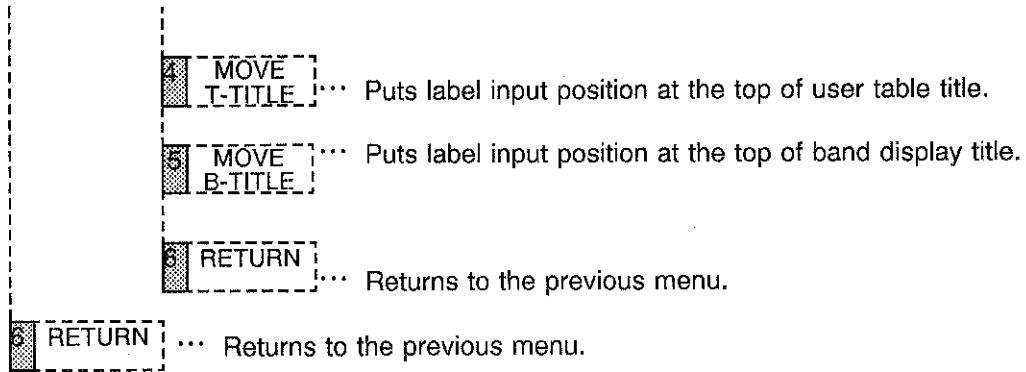 4 MOVE
T-TITLE ··· Puts label input position at the top of user table title.
5 MOVE ··· Puts label input position at the top of band display title.
B-TITLE
6 RETURN
··· Returns to the previous menu.
6 RETURN ··· Returns to the previous menu.